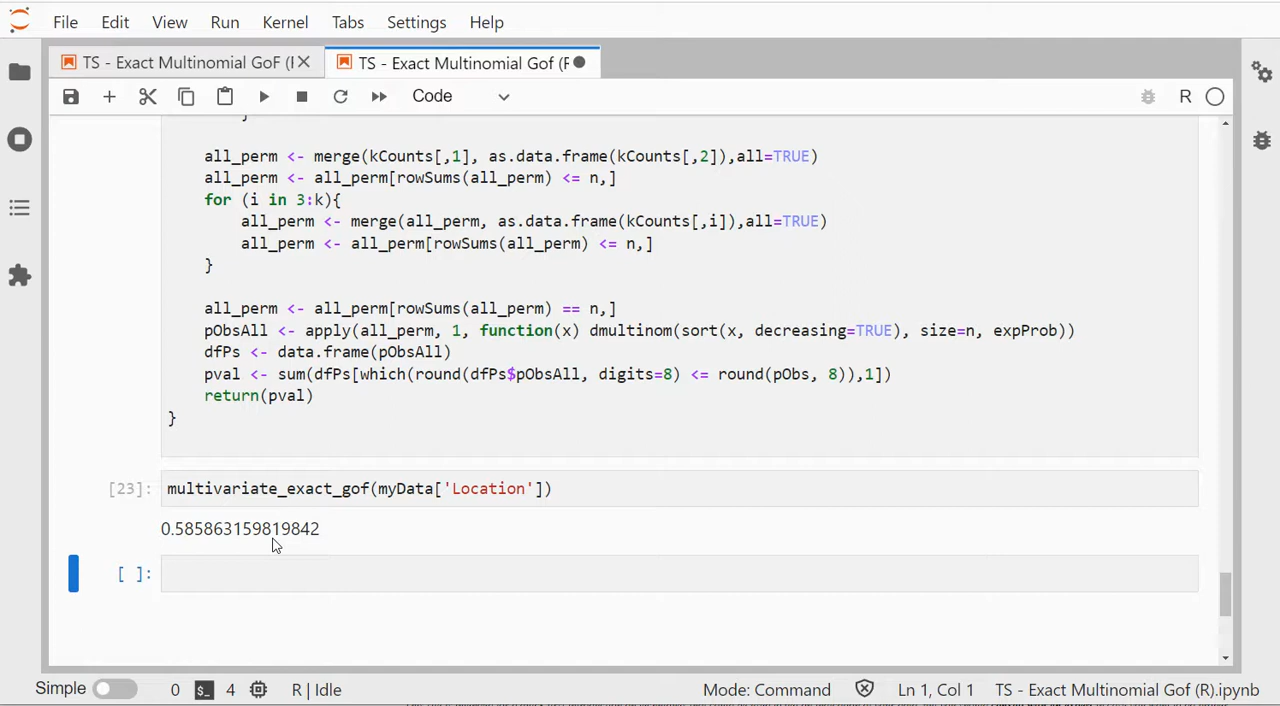 File Edit View Run Kernel Tabs Settings Help
TS - Exact Multinomial GoF (I
TS - Exact Multinomial Gof (F
Code
R
}
all_perm <- merge(kCounts[,1], as.data.frame(kCounts[,2]),all=TRUE)
all_perm <- all_perm[rowSums(all_perm) <= n,]
for (i in 3:k){
all_perm <- merge(all_perm, as.data.frame(kCounts[,i]),all=TRUE)
all_perm <- all_perm[rowSums(all_perm) <= n,]
}
all_perm <- all_perm[rowSums(all_perm) == n,]
pObsAll <- apply(all_perm, 1, function(x) dmultinom(sort(x, decreasing=TRUE), size=n, expProb))
dfPs <- data.frame(pObsAll)
pval <- sum(dfPs[which(round(dfPs$pObsAll, digits=8) <= round(pObs, 8)),1])
return(pval)
}
[23]: multivariate_exact_gof(myData['Location'])
0.585863159819842
[ ]:
Simple 0 4 R | Idle Mode: Command Ln 1, Col 1 TS - Exact Multinomial Gof (R).ipynb